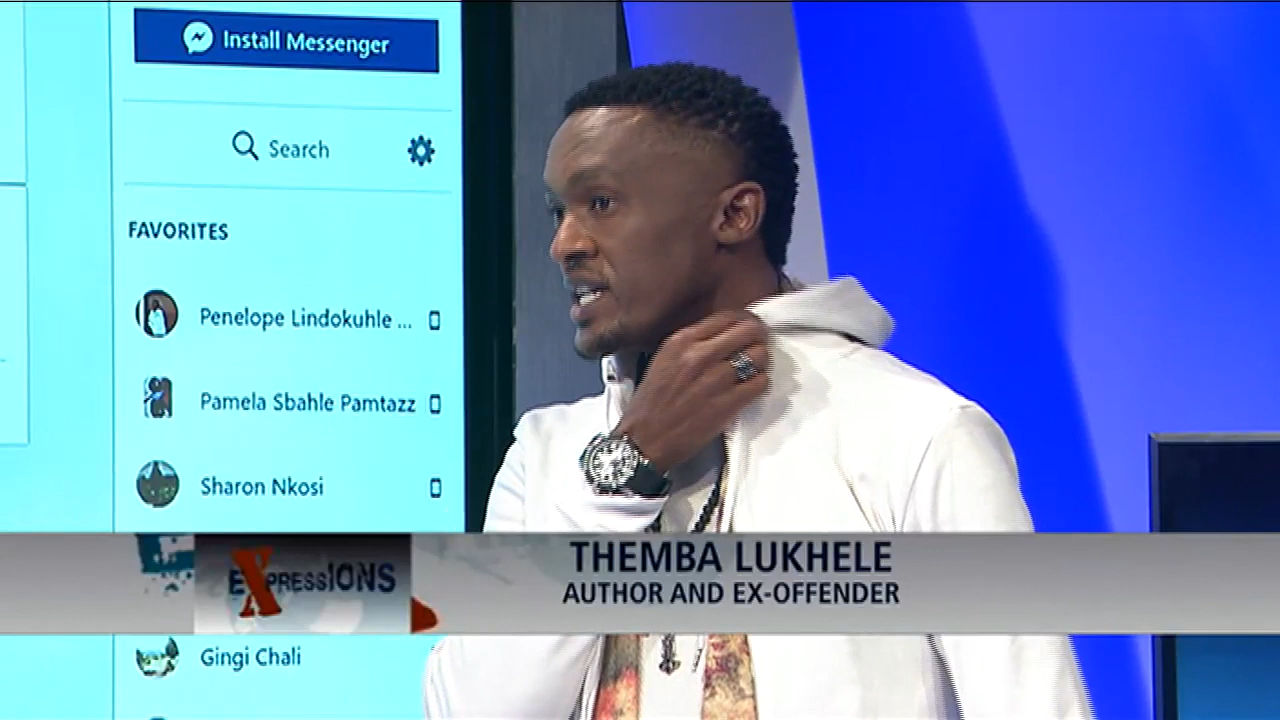 Install Messenger
Search
FAVORITES
Penelope Lindokuhle ...
Pamela Sbahle Pamtazz
Sharon Nkosi
EXPRESSIONS
THEMBA LUKHELE
AUTHOR AND EX-OFFENDER
Gingi Chali